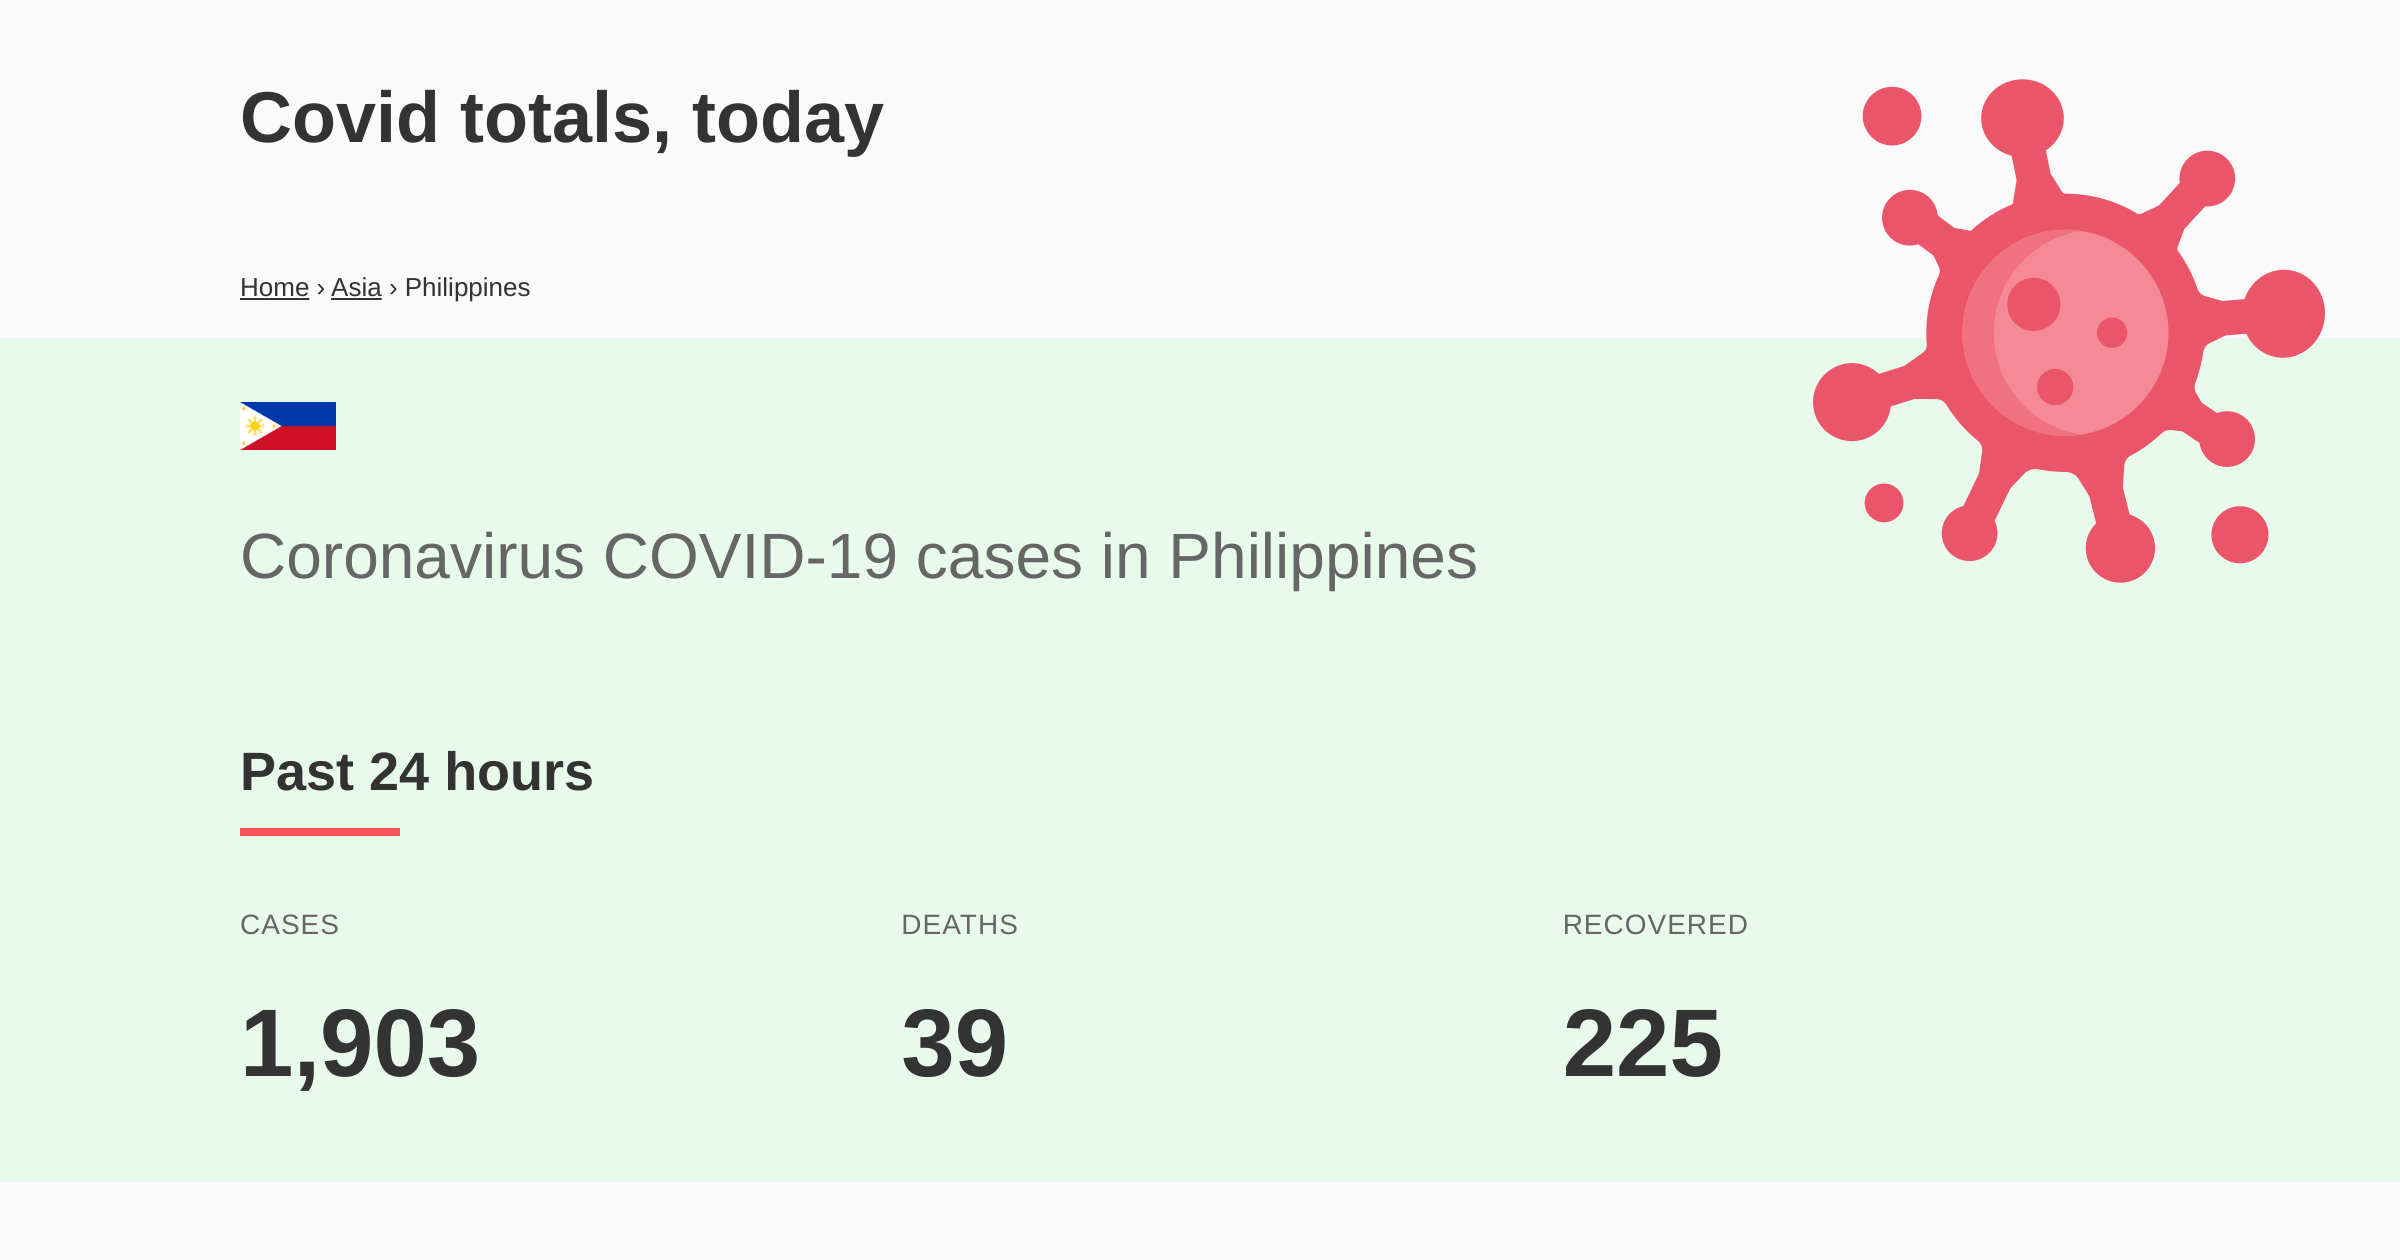 Covid totals, today
Home › Asia › Philippines
Coronavirus COVID-19 cases in Philippines
Past 24 hours
CASES
DEATHS
RECOVERED
1,903
39
225